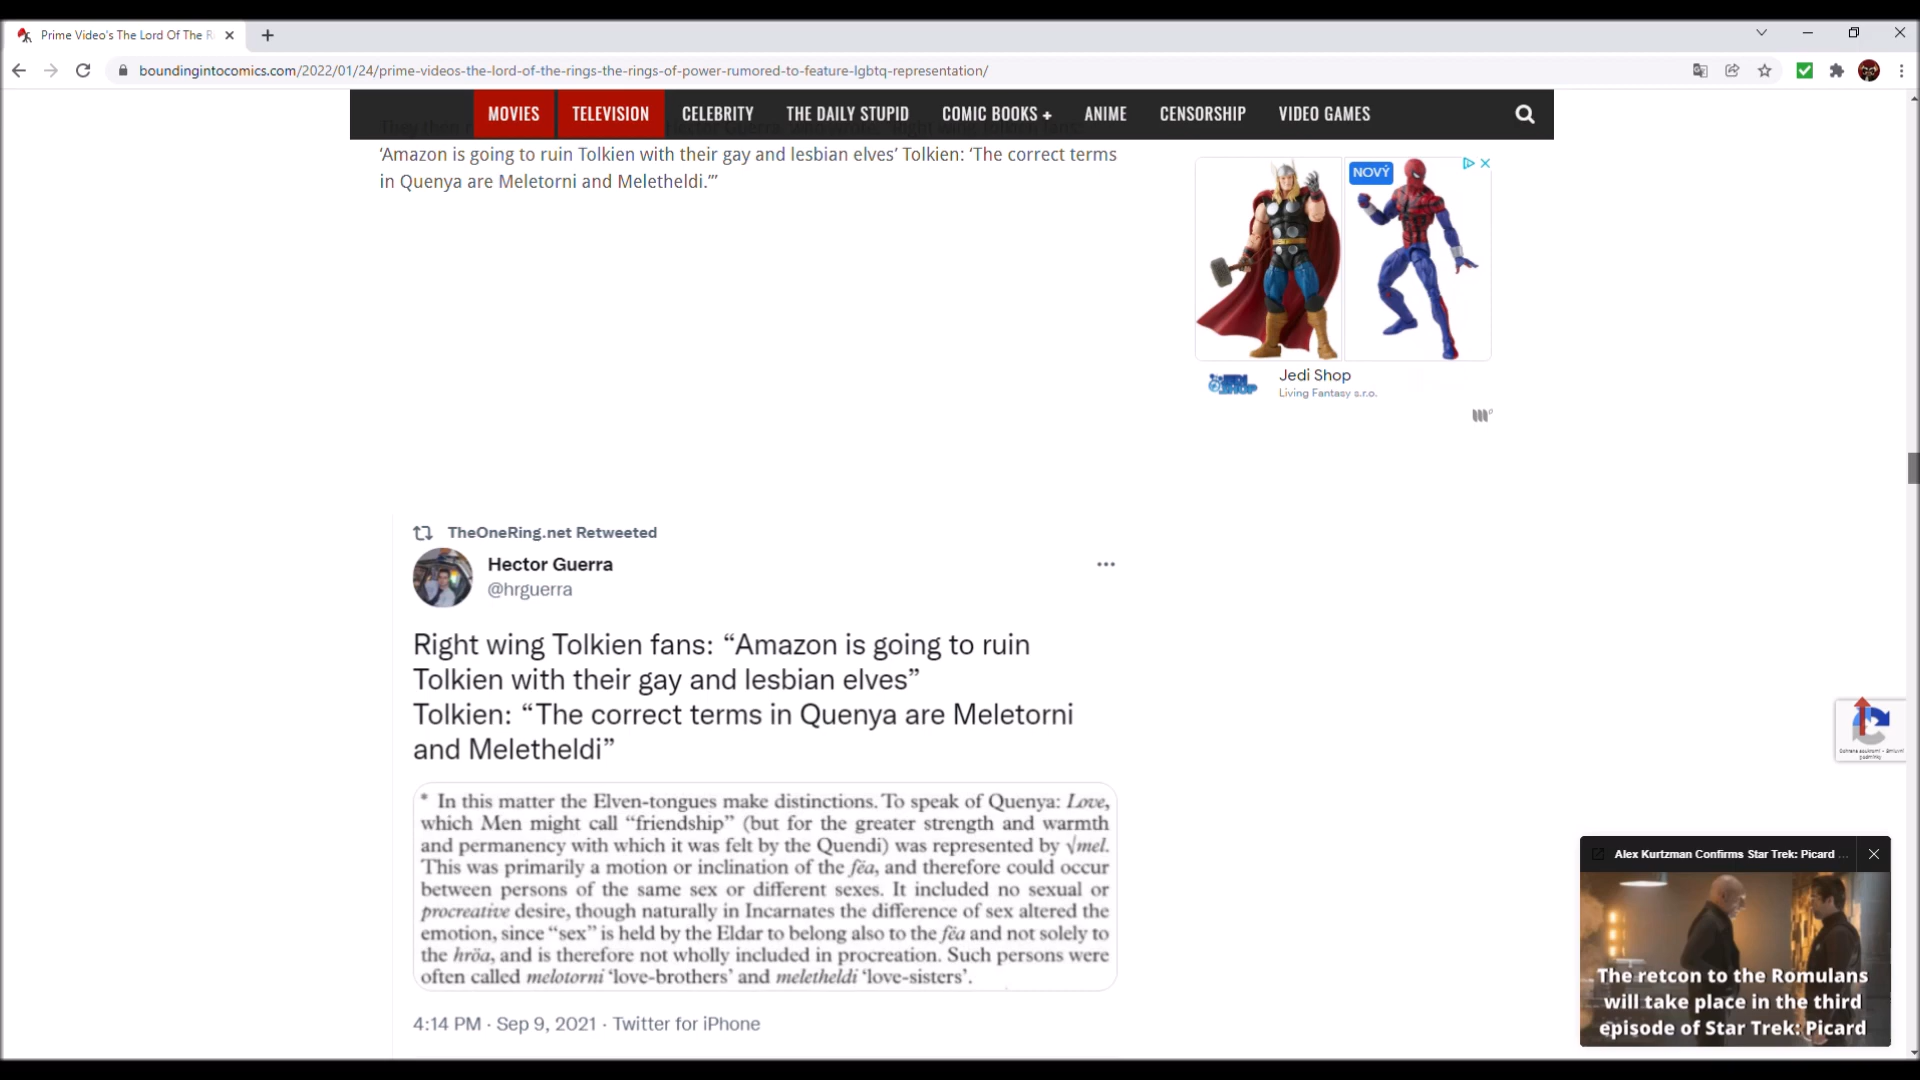 Prime Video's The Lord Of The R
boundingintocomics.com/2022/01/24/prime-videos-the-lord-of-the-rings-the-rings-of-power-rumored-to-feature-lgbtq-representation/
MOVIES TELEVISION CELEBRITY THE DAILY STUPID COMIC BOOKS + ANIME CENSORSHIP VIDEO GAMES
‘Amazon is going to ruin Tolkien with their gay and lesbian elves’ Tolkien: ‘The correct terms
in Quenya are Meletorni and Meletheldi.’”
NOVÝ
Jedi Shop
Living Fantasy s.r.o.
TheOneRing.net Retweeted
Hector Guerra
@hrguerra
Right wing Tolkien fans: “Amazon is going to ruin
Tolkien with their gay and lesbian elves”
Tolkien: “The correct terms in Quenya are Meletorni
and Meletheldi”
* In this matter the Elven-tongues make distinctions. To speak of Quenya: Love,
which Men might call “friendship” (but for the greater strength and warmth
and permanency with which it was felt by the Quendi) was represented by √mel.
This was primarily a motion or inclination of the fëa, and therefore could occur
between persons of the same sex or different sexes. It included no sexual or
procreative desire, though naturally in Incarnates the difference of sex altered the
emotion, since “sex” is held by the Eldar to belong also to the fëa and not solely to
the hröa, and is therefore not wholly included in procreation. Such persons were
often called melotorni ‘love-brothers’ and meletheldi ‘love-sisters’.
4:14 PM · Sep 9, 2021 · Twitter for iPhone
Alex Kurtzman Confirms Star Trek: Picard ...
The retcon to the Romulans
will take place in the third
episode of Star Trek: Picard